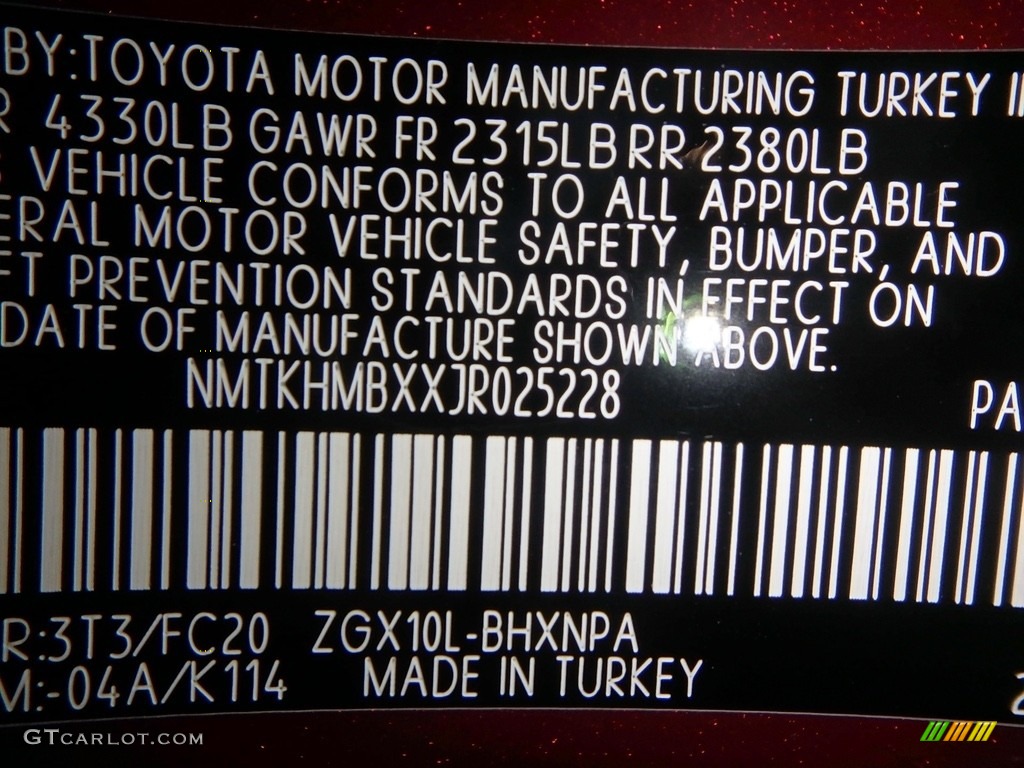 BY:TOYOTA MOTOR MANUFACTURING TURKEY
4330LB GAWR FR 2315LB RR 2380LB
VEHICLE CONFORMS TO ALL APPLICABLE
ERAL MOTOR VEHICLE SAFETY, BUMPER, AND
FT PREVENTION STANDARDS IN EFFECT ON
DATE OF MANUFACTURE SHOWN ABOVE.
NMTKHMBXXJR025228
PA
R:3T3/FC20 ZGX10L-BHXNPA
M:-04A/K114 MADE IN TURKEY
GTCARLOT.COM